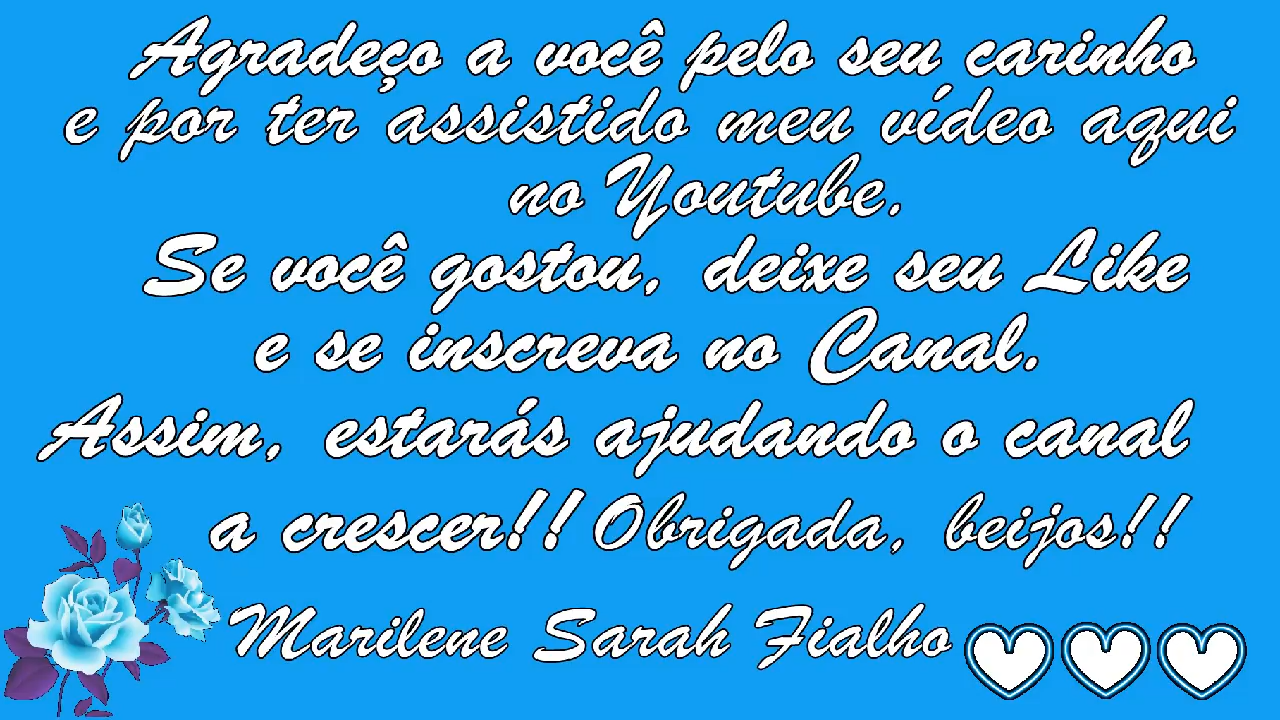 Agradeço a você pelo seu carinho
e por ter assistido meu vídeo aqui
no Youtube.
Se você gostou, deixe seu Like
e se inscreva no Canal.
Assim, estarás ajudando o canal
a crescer!! Obrigada, beijos!!
Marilene Sarah Fialho